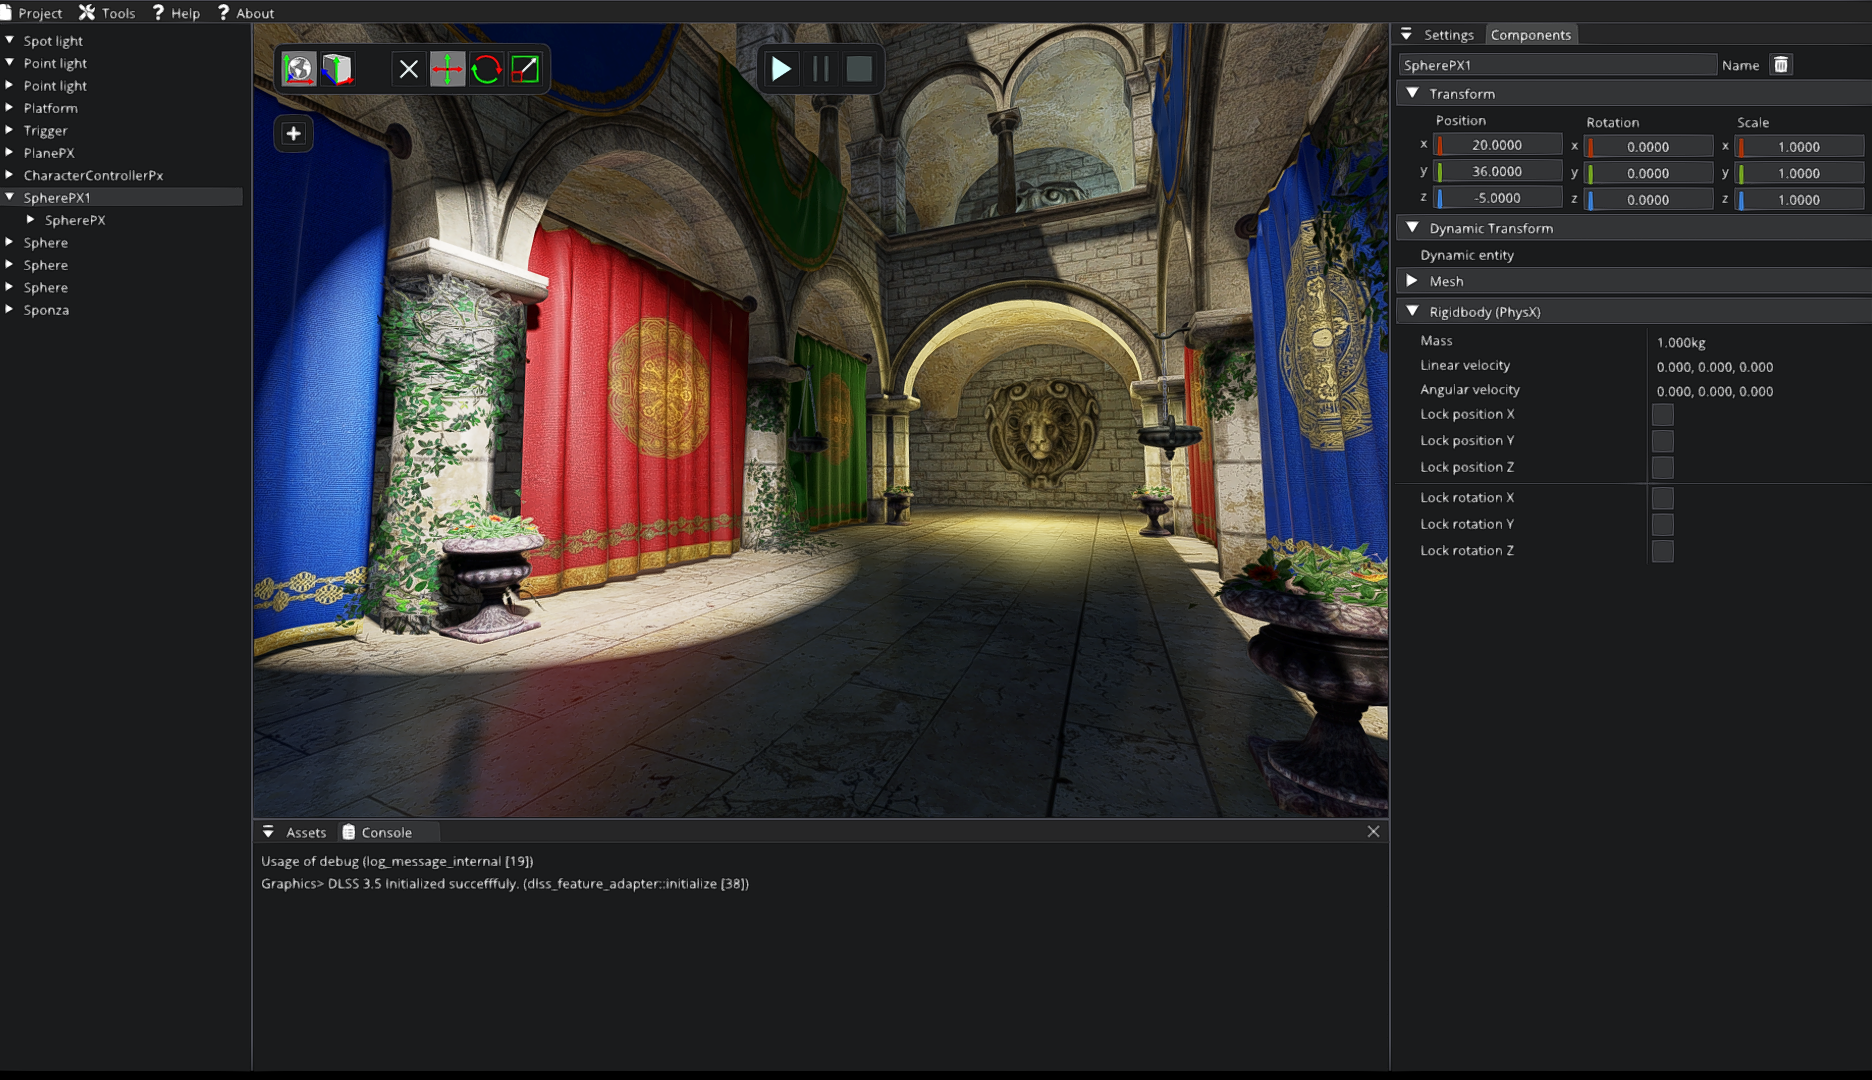 Project Tools Help About
Spot light
Point light
Point light
Platform
Trigger
PlanePX
CharacterControllerPx
SpherePX1
SpherePX
Sphere
Sphere
Sphere
Sponza
Assets Console
Usage of debug (log_message_internal [19])
Graphics> DLSS 3.5 Initialized succefffuly. (dlss_feature_adapter::initialize [38])
Settings Components
SpherePX1 Name
Transform
Position Rotation Scale
x 20.0000 x 0.0000 x 1.0000
y 36.0000 y 0.0000 y 1.0000
z -5.0000 z 0.0000 z 1.0000
Dynamic Transform
Dynamic entity
Mesh
Rigidbody (PhysX)
Mass 1.000kg
Linear velocity 0.000, 0.000, 0.000
Angular velocity 0.000, 0.000, 0.000
Lock position X
Lock position Y
Lock position Z
Lock rotation X
Lock rotation Y
Lock rotation Z